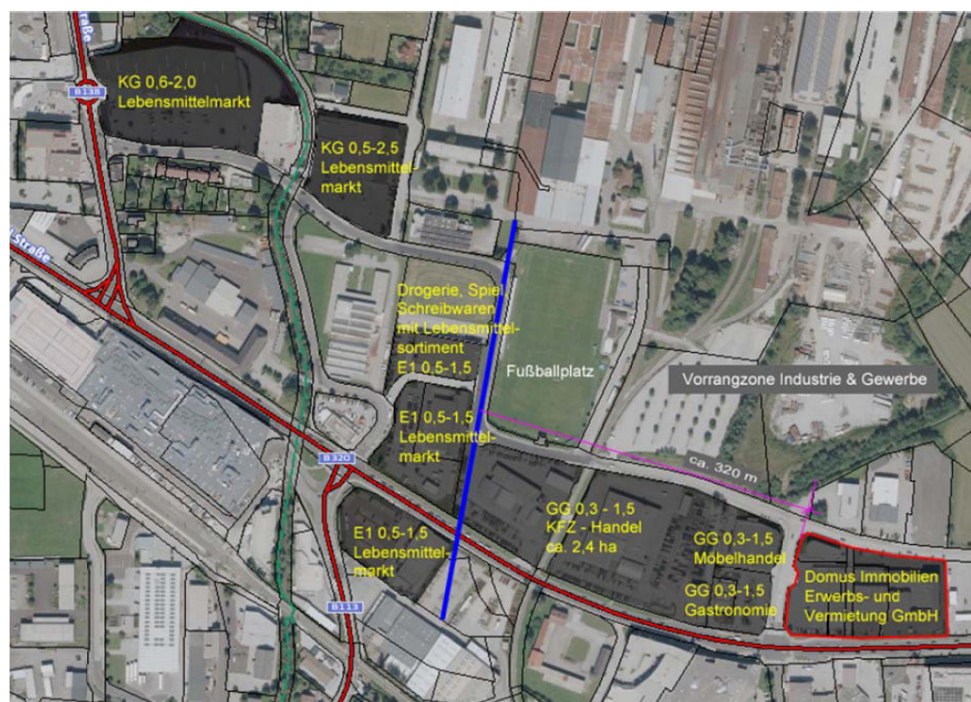 Straße
KG 0,6-2,0
Lebensmittelmarkt
B138
KG 0,5-2,5
Lebensmittel-
markt
Straße
Drogerie, Spiel
Schreibwaren
mit Lebensmittel-
sortiment
E1 0,5-1,5
Fußballplatz
Vorrangzone Industrie & Gewerbe
E1 0,5-1,5
Lebensmittel-
markt
B320
ca. 320 m
GG 0,3 - 1,5
KFZ - Handel
ca. 2,4 ha
E1 0,5-1,5
Lebensmittel-
markt
GG 0,3-1,5
Möbelhandel
GG 0,3-1,5
Gastronomie
Domus Immobilien
Erwerbs- und
Vermietung GmbH
B113